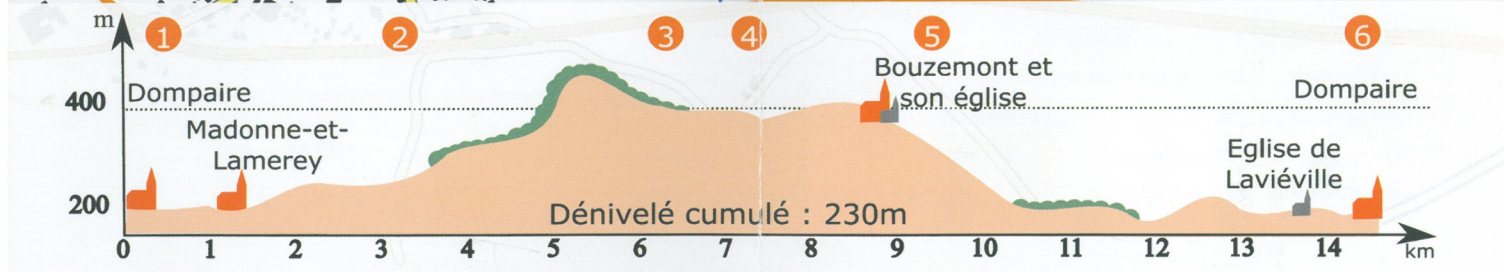 m
1 2 3 4 5 6
Dompaire
Madonne-et-
Lamerey
Bouzemont et
son église
Dompaire
Eglise de
Laviéville
400
200
Dénivelé cumulé : 230m
0 1 2 3 4 5 6 7 8 9 10 11 12 13 14
km